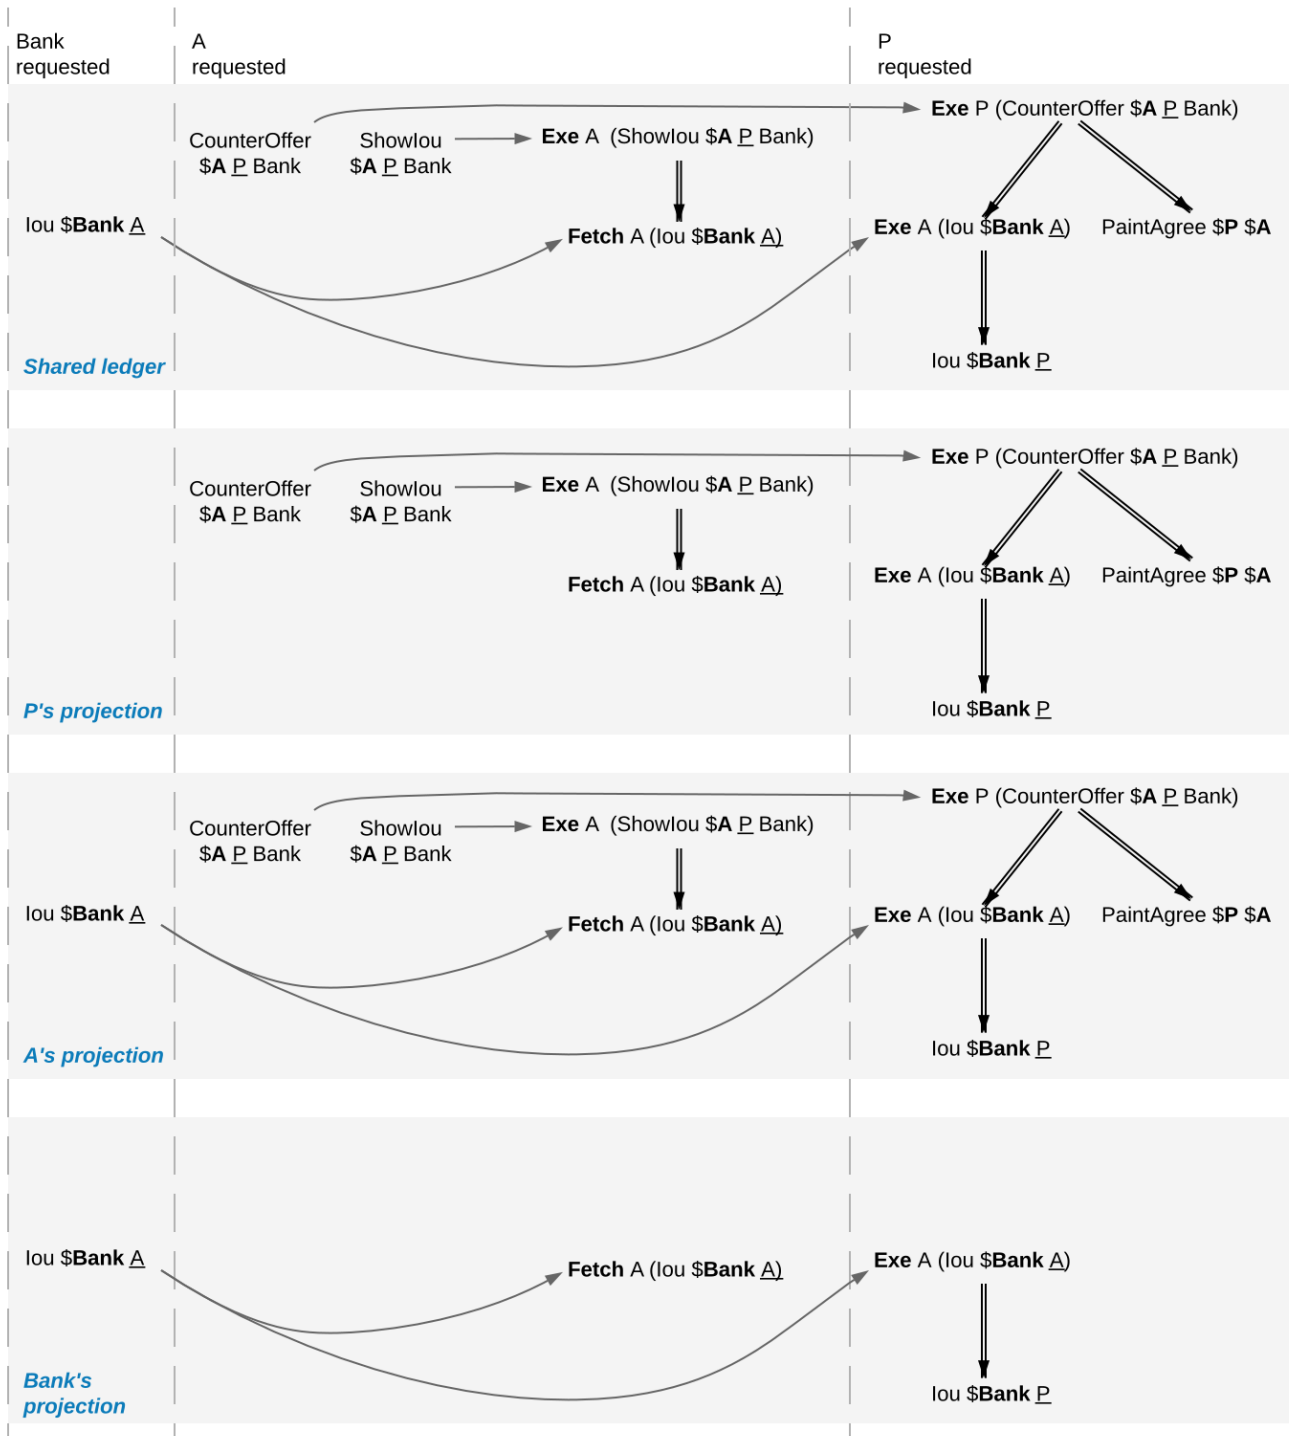 Bank
requested
A
requested
P
requested
Exe P (CounterOffer $A P Bank)
CounterOffer
$A P Bank
ShowIou
$A P Bank
Exe A (ShowIou $A P Bank)
Iou $Bank A
Fetch A (Iou $Bank A)
Exe A (Iou $Bank A)
PaintAgree $P $A
Iou $Bank P
Shared ledger
Exe P (CounterOffer $A P Bank)
CounterOffer
$A P Bank
ShowIou
$A P Bank
Exe A (ShowIou $A P Bank)
Fetch A (Iou $Bank A)
Exe A (Iou $Bank A)
PaintAgree $P $A
Iou $Bank P
P's projection
Exe P (CounterOffer $A P Bank)
CounterOffer
$A P Bank
ShowIou
$A P Bank
Exe A (ShowIou $A P Bank)
Iou $Bank A
Fetch A (Iou $Bank A)
Exe A (Iou $Bank A)
PaintAgree $P $A
Iou $Bank P
A's projection
Iou $Bank A
Fetch A (Iou $Bank A)
Exe A (Iou $Bank A)
Iou $Bank P
Bank's
projection